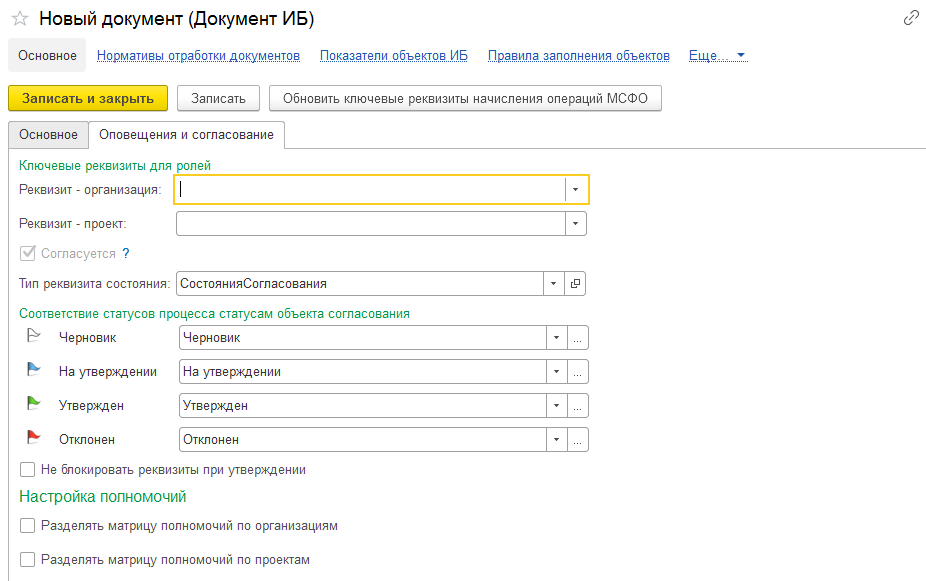 Новый документ (Документ ИБ)
Основное Нормативы отработки документов Показатели объектов ИБ Правила заполнения объектов Еще...
Записать и закрыть Записать Обновить ключевые реквизиты начисления операций МСФО
Основное Оповещения и согласование
Ключевые реквизиты для ролей
Реквизит - организация:
Реквизит - проект:
Согласуется ?
Тип реквизита состояния: СостоянияСогласования
Соответствие статусов процесса статусам объекта согласования
Черновик Черновик ...
На утверждении На утверждении ...
Утвержден Утвержден ...
Отклонен Отклонен ...
Не блокировать реквизиты при утверждении
Настройка полномочий
Разделять матрицу полномочий по организациям
Разделять матрицу полномочий по проектам